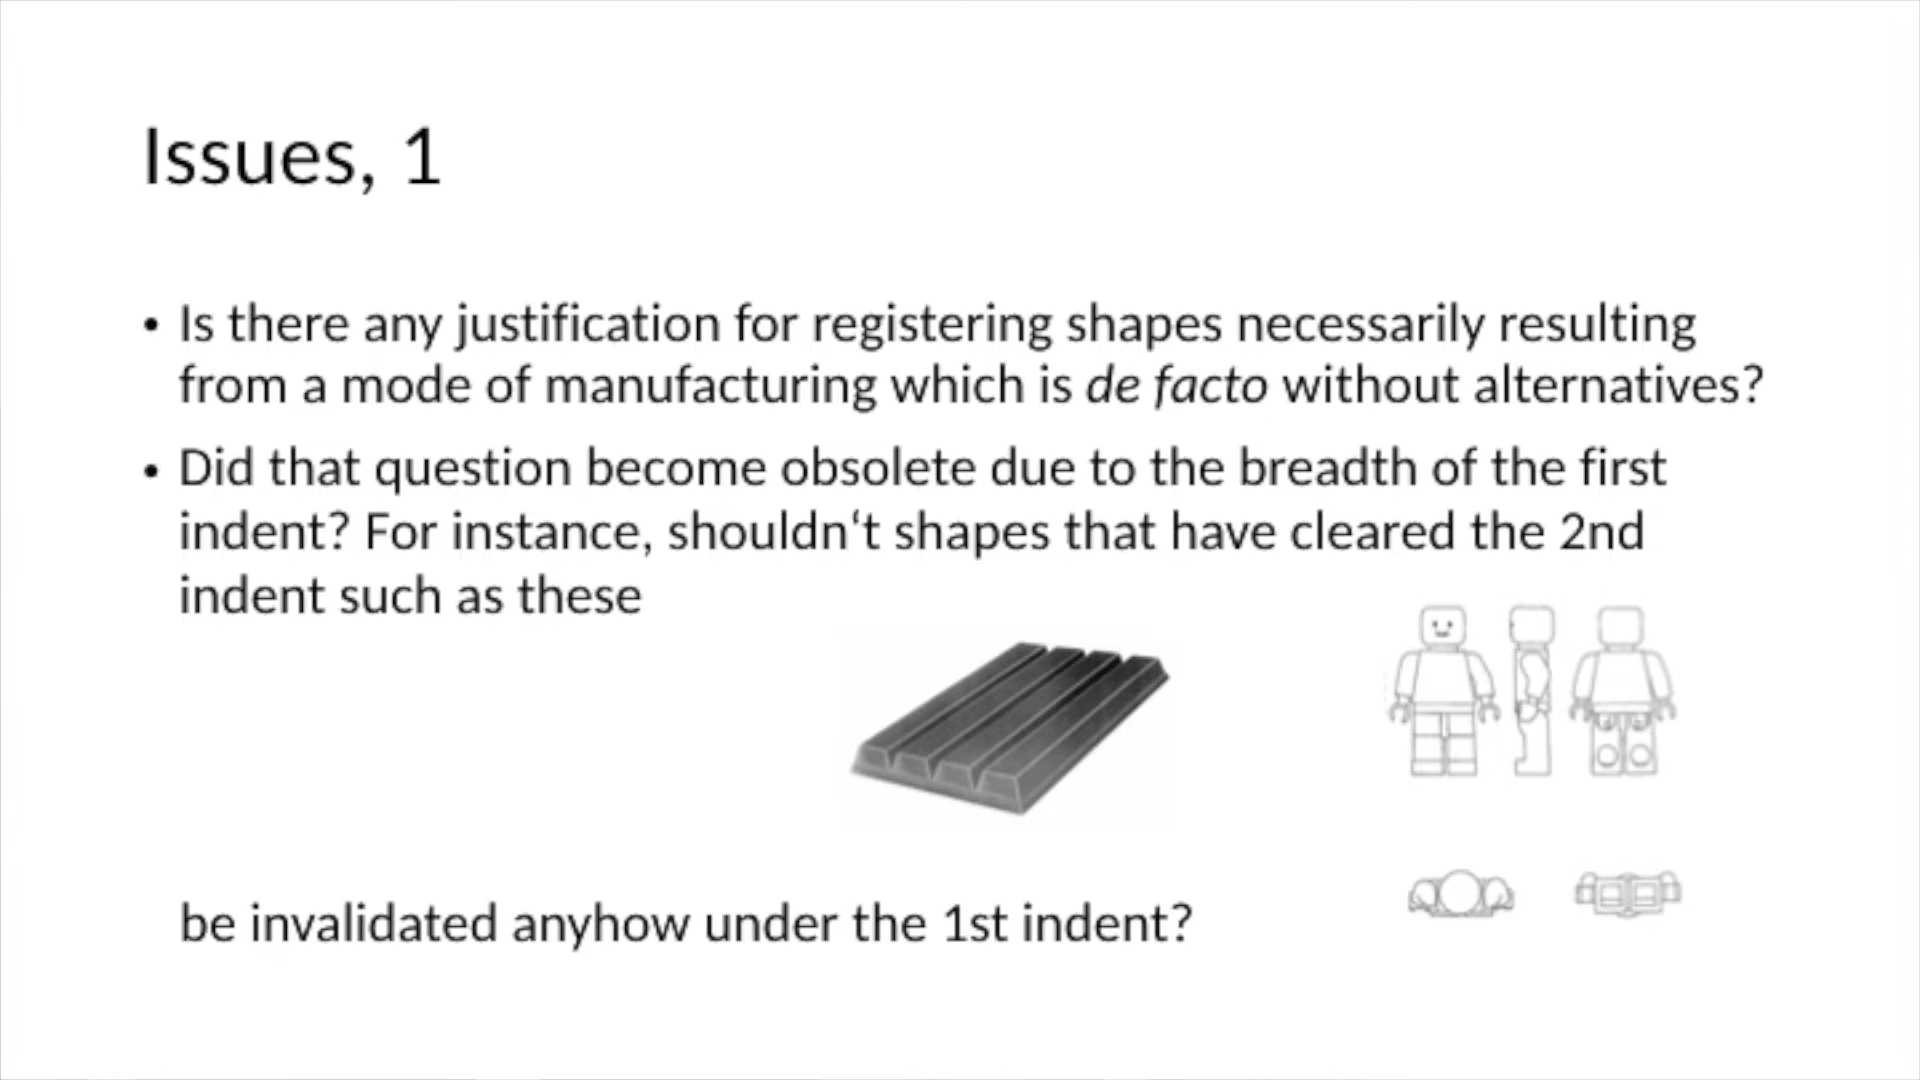 Issues, 1
• Is there any justification for registering shapes necessarily resulting
from a mode of manufacturing which is de facto without alternatives?
• Did that question become obsolete due to the breadth of the first
indent? For instance, shouldn‘t shapes that have cleared the 2nd
indent such as these
be invalidated anyhow under the 1st indent?